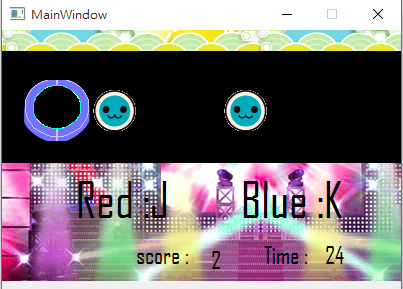 MainWindow
Red :J Blue :K
score : 2 Time : 24